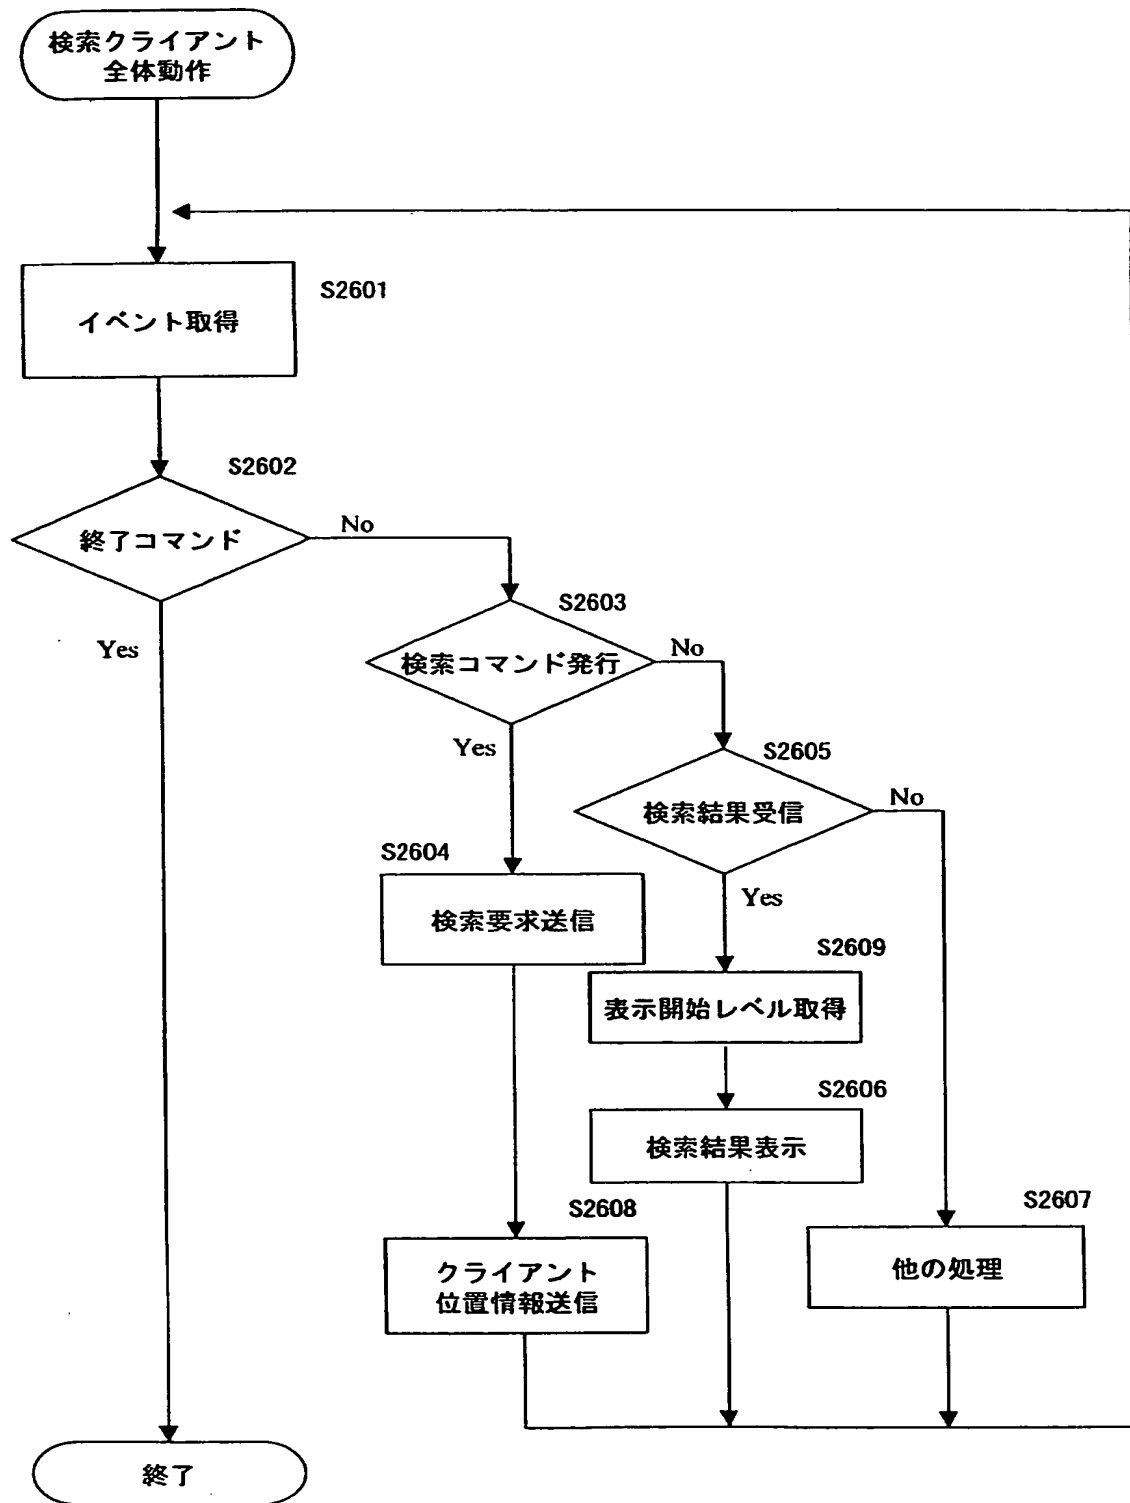 検索クライアント
全体動作
S2601
イベント取得
S2602
終了コマンド
No
S2603
Yes
検索コマンド発行
No
Yes
S2605
検索結果受信
No
S2604
Yes
検索要求送信
S2609
表示開始レベル取得
S2606
検索結果表示
S2608
S2607
クライアント
位置情報送信
他の処理
終了